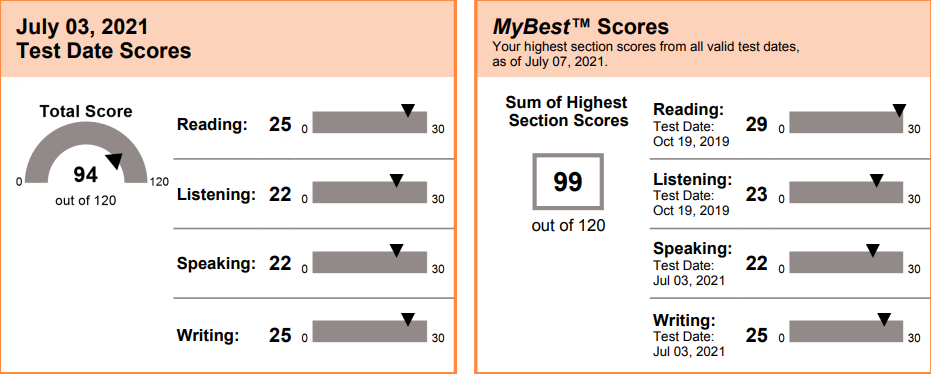 July 03, 2021
Test Date Scores
Total Score
94
0
120
out of 120
Reading: 25 0 30
Listening: 22 0 30
Speaking: 22 0 30
Writing: 25 0 30
MyBest™ Scores
Your highest section scores from all valid test dates,
as of July 07, 2021.
Sum of Highest
Section Scores
99
out of 120
Reading:
Test Date:
Oct 19, 2019
29 0 30
Listening:
Test Date:
Oct 19, 2019
23 0 30
Speaking:
Test Date:
Jul 03, 2021
22 0 30
Writing:
Test Date:
Jul 03, 2021
25 0 30